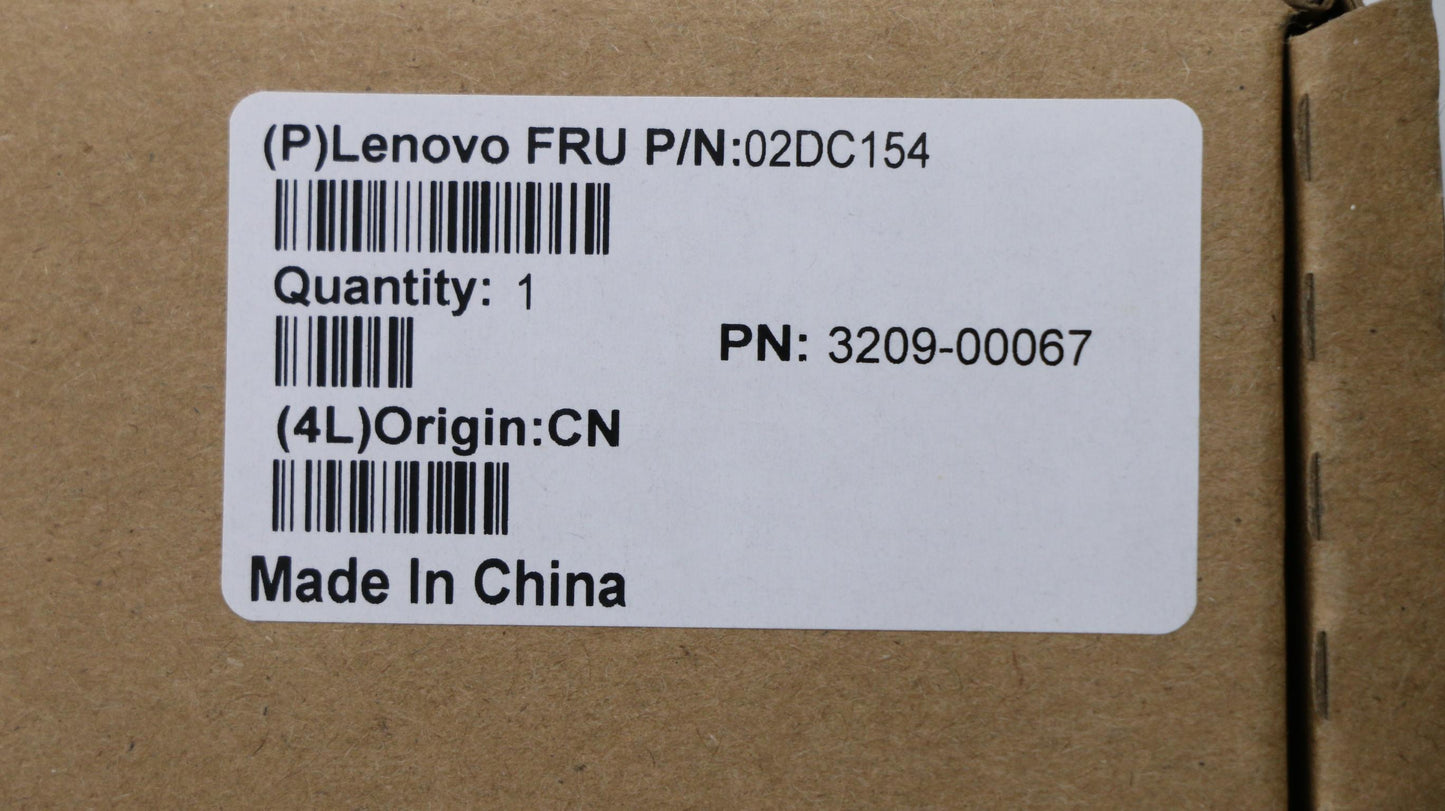 (P)Lenovo FRU P/N:02DC154
Quantity: 1
PN: 3209-00067
(4L)Origin:CN
Made In China